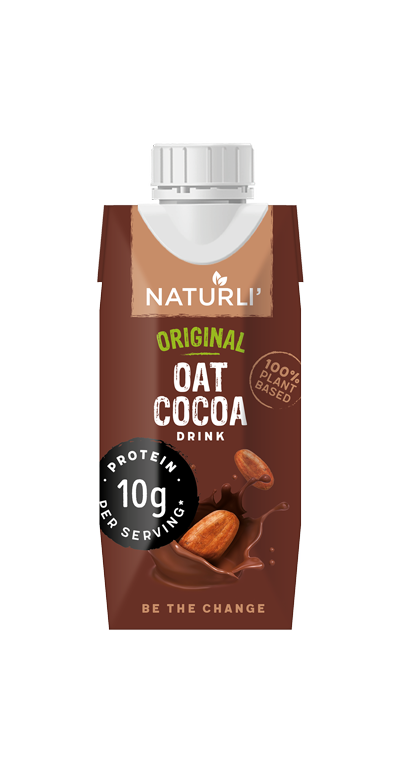 NATURLI'
ORIGINAL
OAT
COCOA
DRINK
100%
PLANT
BASED
PROTEIN
10g
PER SERVING*
BE THE CHANGE